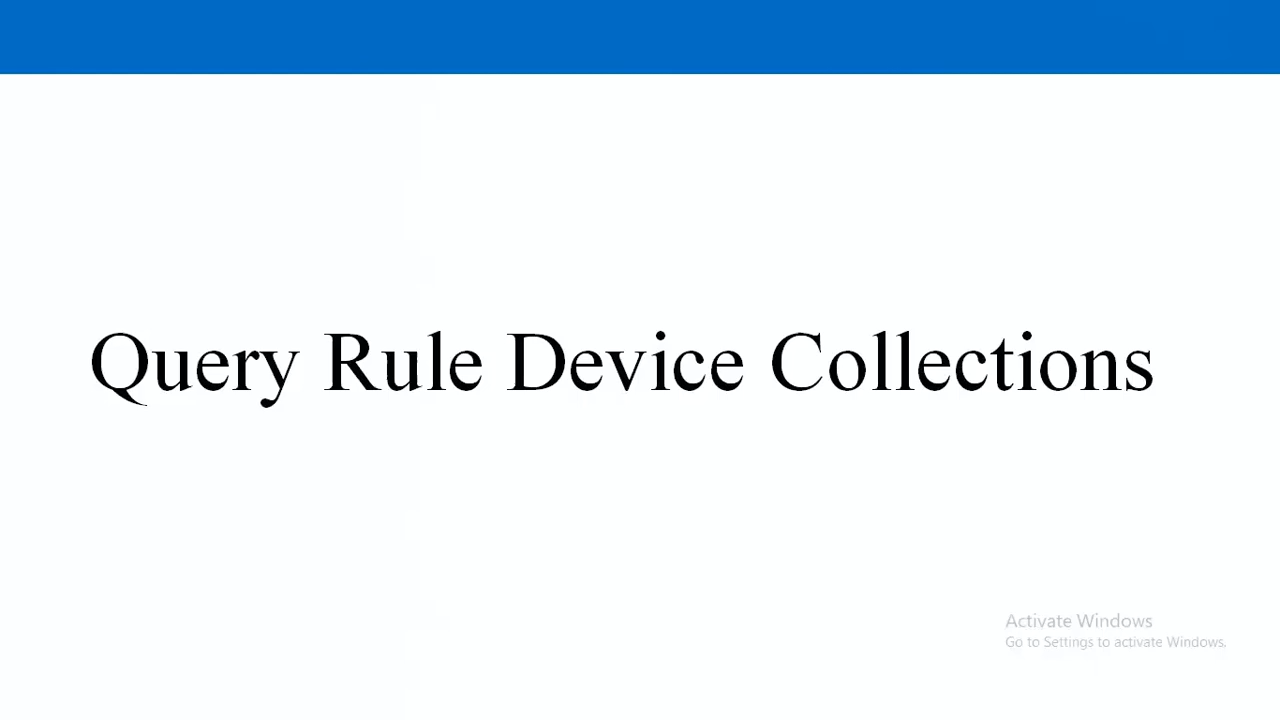 Query Rule Device Collections
Activate Windows
Go to Settings to activate Windows.